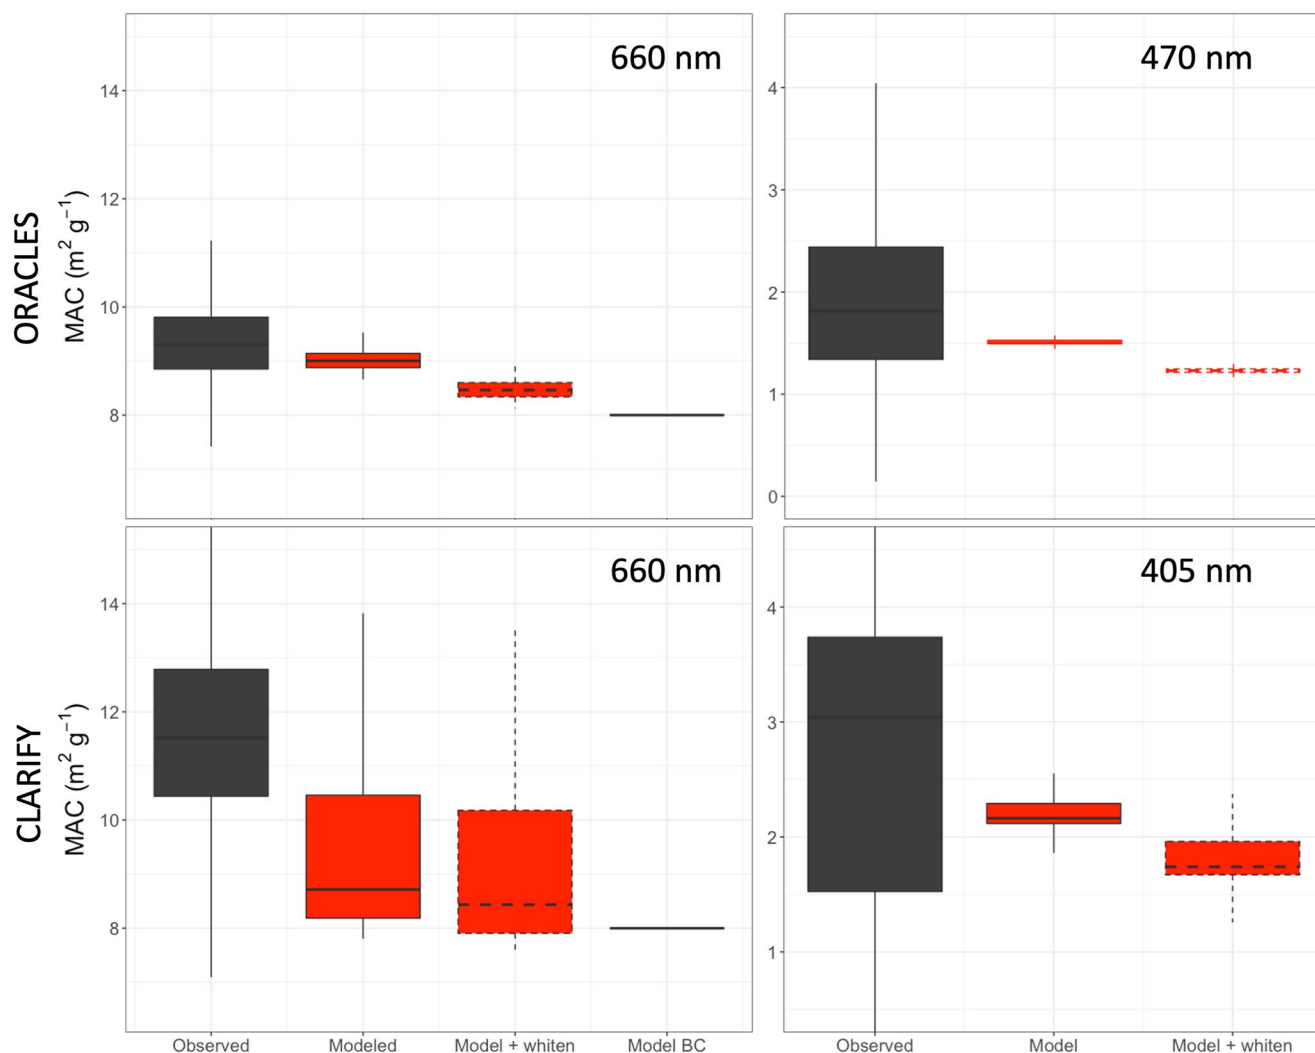 660 nm
470 nm
ORACLES
MAC (m² g⁻¹)
14
12
10
8
4
3
2
1
0
660 nm
405 nm
CLARIFY
MAC (m² g⁻¹)
14
12
10
8
4
3
2
1
Observed Modeled Model + whiten Model BC
Observed Model Model + whiten